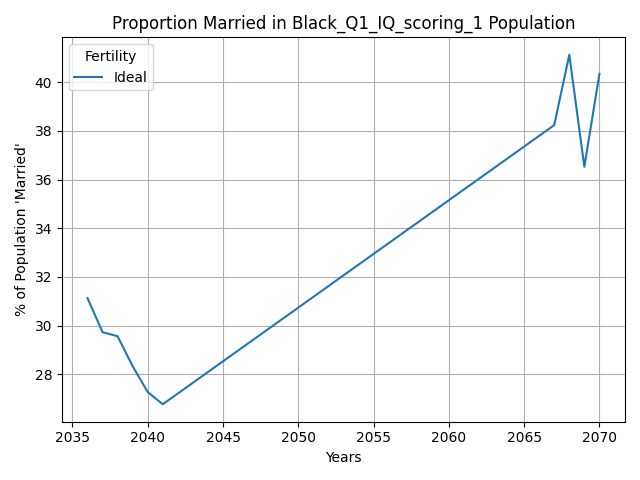 Proportion Married in Black_Q1_IQ_scoring_1 Population
Fertility
Ideal
% of Population 'Married'
40
38
36
34
32
30
28
2035 2040 2045 2050 2055 2060 2065 2070
Years